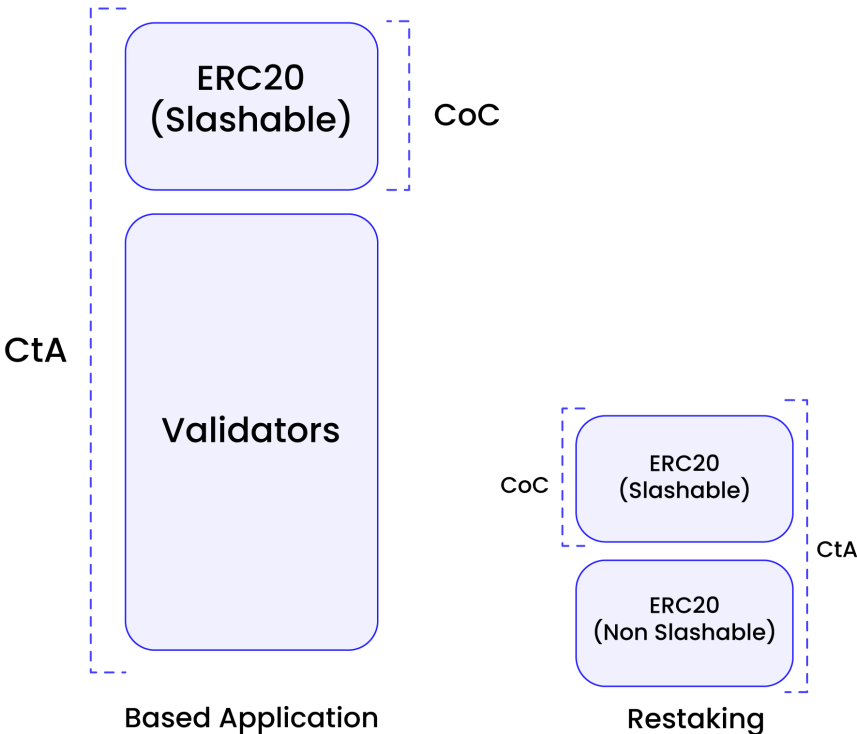 ERC20
(Slashable)
CoC
CtA
Validators
Based Application
ERC20
(Slashable)
CoC
CtA
ERC20
(Non Slashable)
Restaking